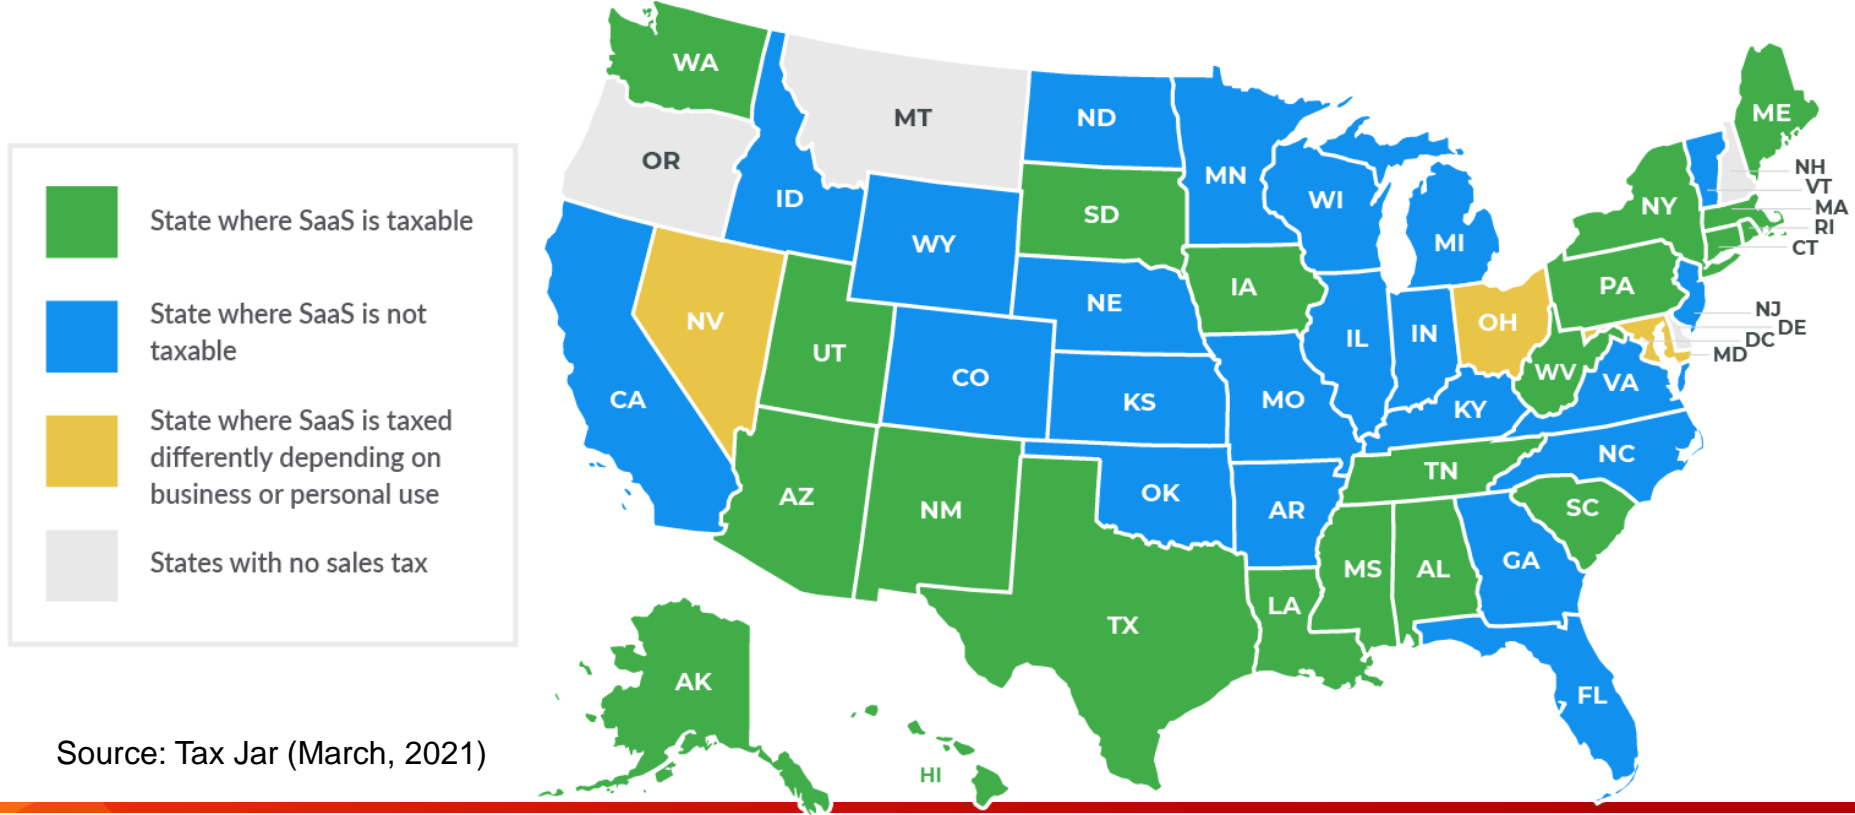 WA
MT
ND
MN
ME
OR
ID
SD
WI
MI
NY
NH
VT
MA
RI
CT
WY
IA
PA
NE
NV
UT
CO
IL
IN
OH
NJ
DE
DC
MD
WV
VA
CA
KS
MO
KY
NC
TN
AZ
NM
OK
AR
SC
MS
AL
GA
LA
TX
FL
AK
HI
State where SaaS is taxable
State where SaaS is not
taxable
State where SaaS is taxed
differently depending on
business or personal use
States with no sales tax
Source: Tax Jar (March, 2021)